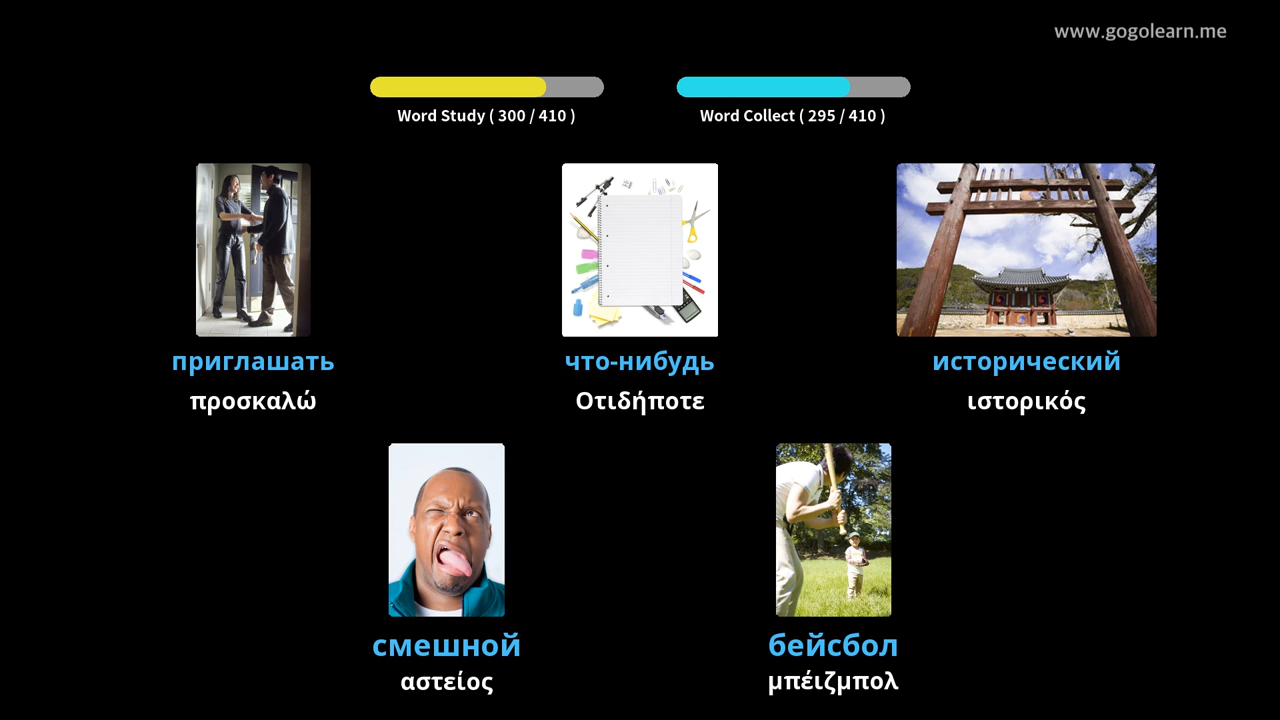 www.gogolearn.me
Word Study ( 300 / 410 )
Word Collect ( 295 / 410 )
приглашать
προσκαλώ
что-нибудь
Οτιδήποτε
исторический
ιστορικός
смешной
αστείος
бейсбол
μπέιζμπολ